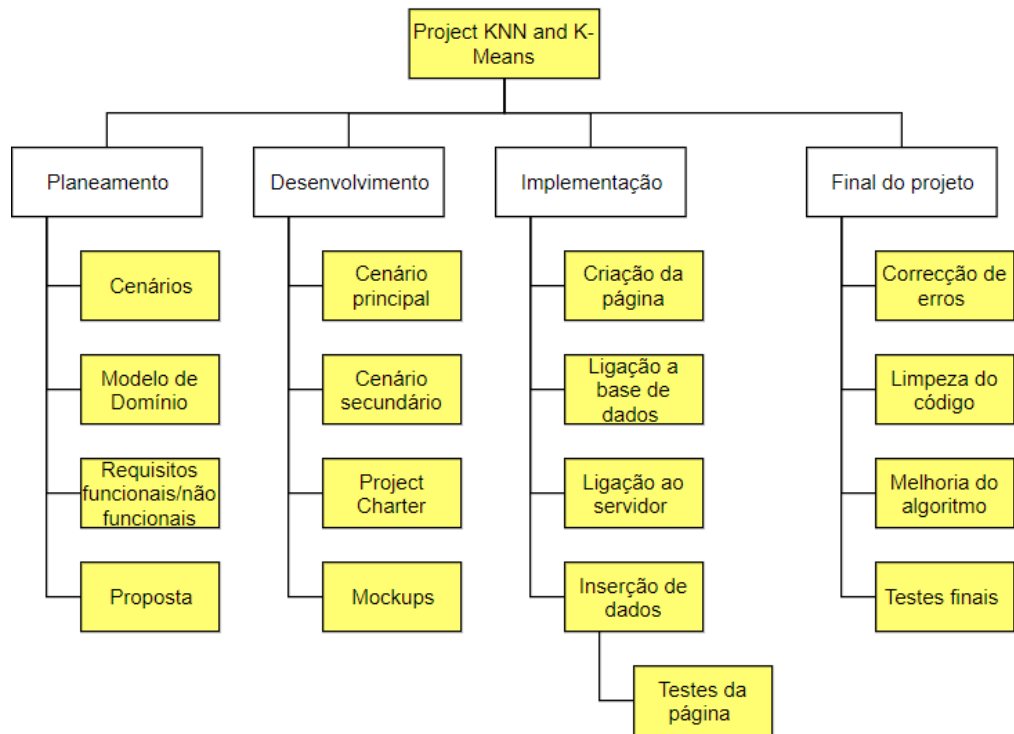 Project KNN and K-
Means
Planeamento
Desenvolvimento
Implementação
Final do projeto
Cenários
Cenário
principal
Criação da
página
Correcção de
erros
Modelo de
Domínio
Cenário
secundário
Ligação a
base de
dados
Limpeza do
código
Requisitos
funcionais/não
funcionais
Project
Charter
Ligação ao
servidor
Melhoria do
algoritmo
Proposta
Mockups
Inserção de
dados
Testes finais
Testes da
página